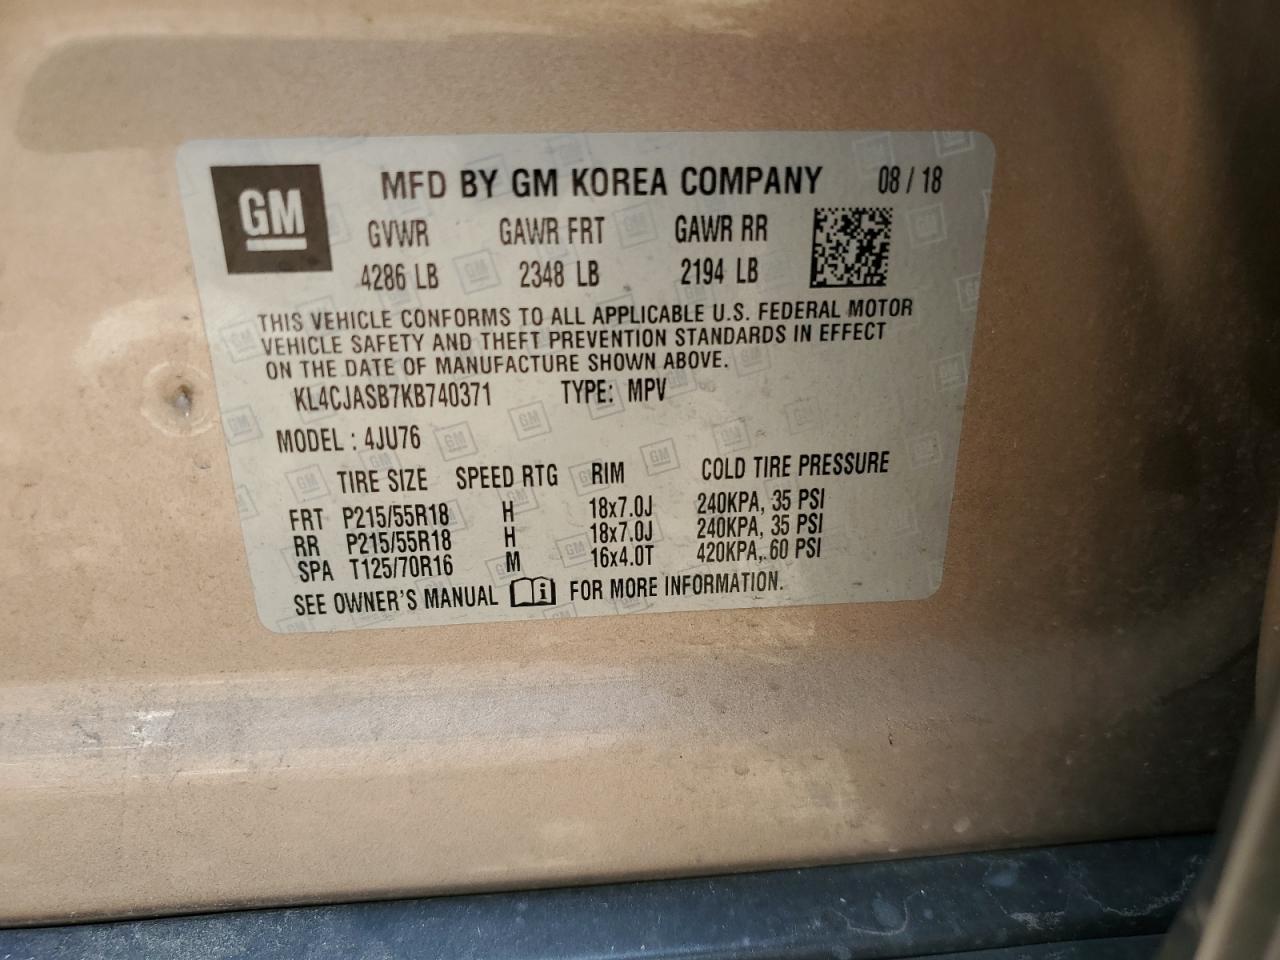 GM
MFD BY GM KOREA COMPANY 08 / 18
GVWR GAWR FRT GAWR RR
4286 LB 2348 LB 2194 LB
THIS VEHICLE CONFORMS TO ALL APPLICABLE U.S. FEDERAL MOTOR
VEHICLE SAFETY AND THEFT PREVENTION STANDARDS IN EFFECT
ON THE DATE OF MANUFACTURE SHOWN ABOVE.
KL4CJASB7KB740371 TYPE: MPV
MODEL : 4JU76
TIRE SIZE SPEED RTG RIM COLD TIRE PRESSURE
FRT P215/55R18 H 18x7.0J 240KPA, 35 PSI
RR P215/55R18 H 18x7.0J 240KPA, 35 PSI
SPA T125/70R16 M 16x4.0T 420KPA, 60 PSI
SEE OWNER'S MANUAL FOR MORE INFORMATION.